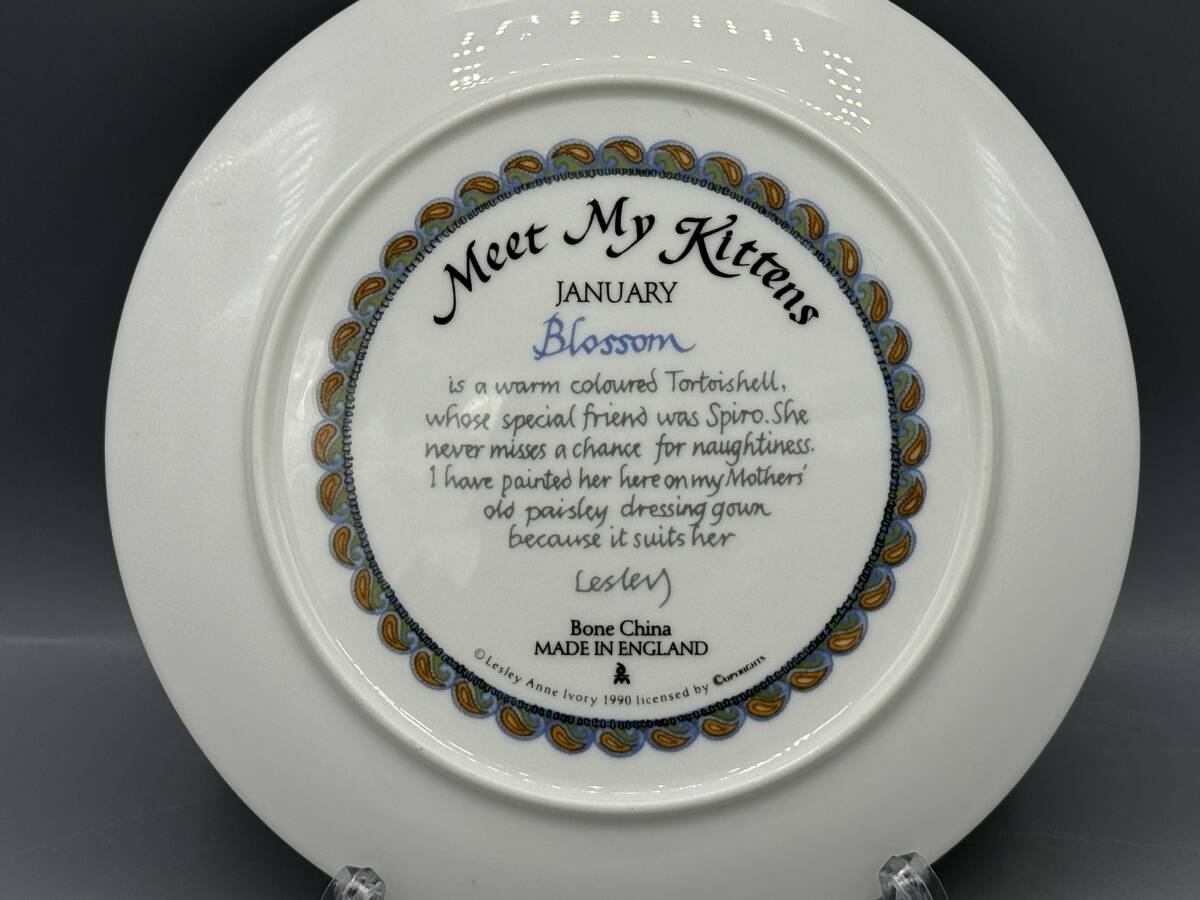 Meet My Kittens
JANUARY
Blossom
is a warm coloured Tortoishell,
whose special friend was Spiro. She
never misses a chance for naughtiness.
I have painted her here on my Mothers'
old paisley dressing gown
because it suits her
Lesley
Bone China
MADE IN ENGLAND
© Lesley Anne Ivory 1990 licensed by ©OPYRIGHTS